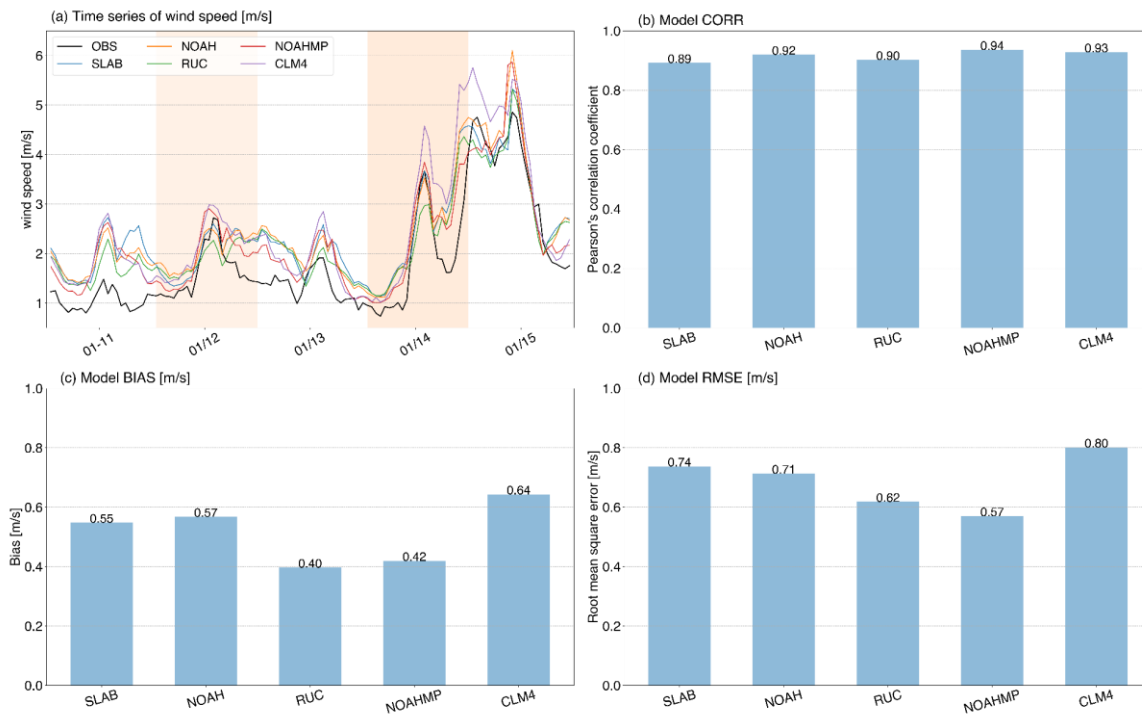 (a) Time series of wind speed [m/s]
OBS NOAH NOAHMP
SLAB RUC CLM4
wind speed [m/s]
6
5
4
3
2
1
01-11 01/12 01/13 01/14 01/15
(b) Model CORR
Pearson's correlation coefficient
1.0
0.8
0.6
0.4
0.2
0.0
0.89 0.92 0.90 0.94 0.93
SLAB NOAH RUC NOAHMP CLM4
(c) Model BIAS [m/s]
Bias [m/s]
1.0
0.8
0.6
0.4
0.2
0.0
0.55 0.57 0.40 0.42 0.64
SLAB NOAH RUC NOAHMP CLM4
(d) Model RMSE [m/s]
Root mean square error [m/s]
1.0
0.8
0.6
0.4
0.2
0.0
0.74 0.71 0.62 0.57 0.80
SLAB NOAH RUC NOAHMP CLM4